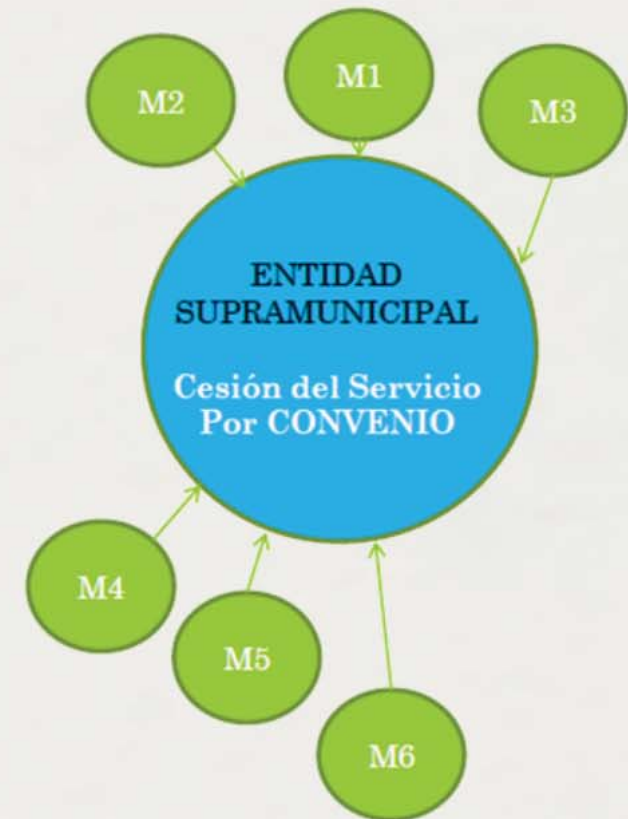 M1
M2
M3
ENTIDAD
SUPRAMUNICIPAL
Cesión del Servicio
Por CONVENIO
M4
M5
M6